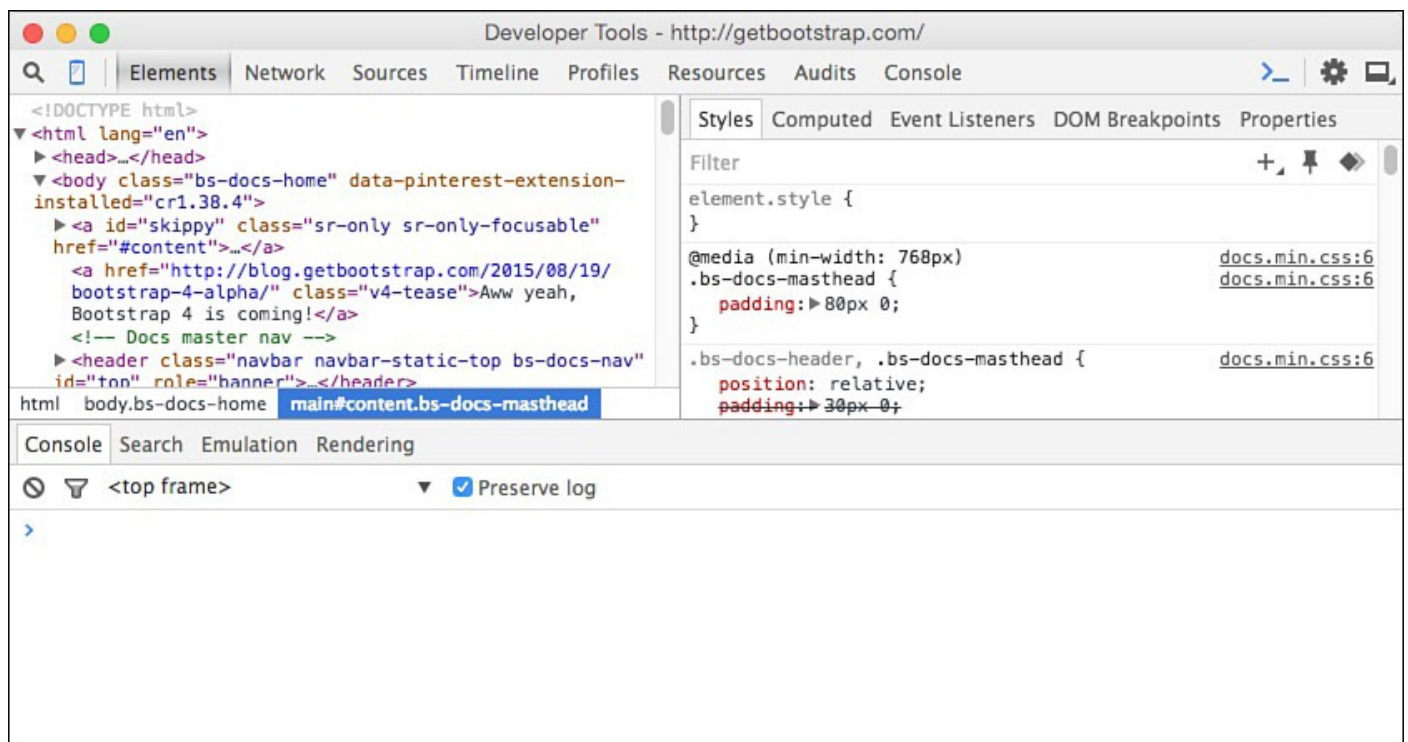 Developer Tools - http://getbootstrap.com/
Elements Network Sources Timeline Profiles Resources Audits Console
<!DOCTYPE html>
▼<html lang="en">
▶<head>…</head>
▼<body class="bs-docs-home" data-pinterest-extension-
installed="cr1.38.4">
▶<a id="skippy" class="sr-only sr-only-focusable"
href="#content">…</a>
<a href="http://blog.getbootstrap.com/2015/08/19/
bootstrap-4-alpha/" class="v4-tease">Aww yeah,
Bootstrap 4 is coming!</a>
<!-- Docs master nav -->
▶<header class="navbar navbar-static-top bs-docs-nav"
id="top" role="banner">…</header>
html body.bs-docs-home main#content.bs-docs-masthead
Styles Computed Event Listeners DOM Breakpoints Properties
Filter
element.style {
}
@media (min-width: 768px) docs.min.css:6
.bs-docs-masthead { docs.min.css:6
padding:▶80px 0;
}
.bs-docs-header, .bs-docs-masthead { docs.min.css:6
position: relative;
padding:▶30px 0;
Console Search Emulation Rendering
<top frame> ▼ Preserve log
>